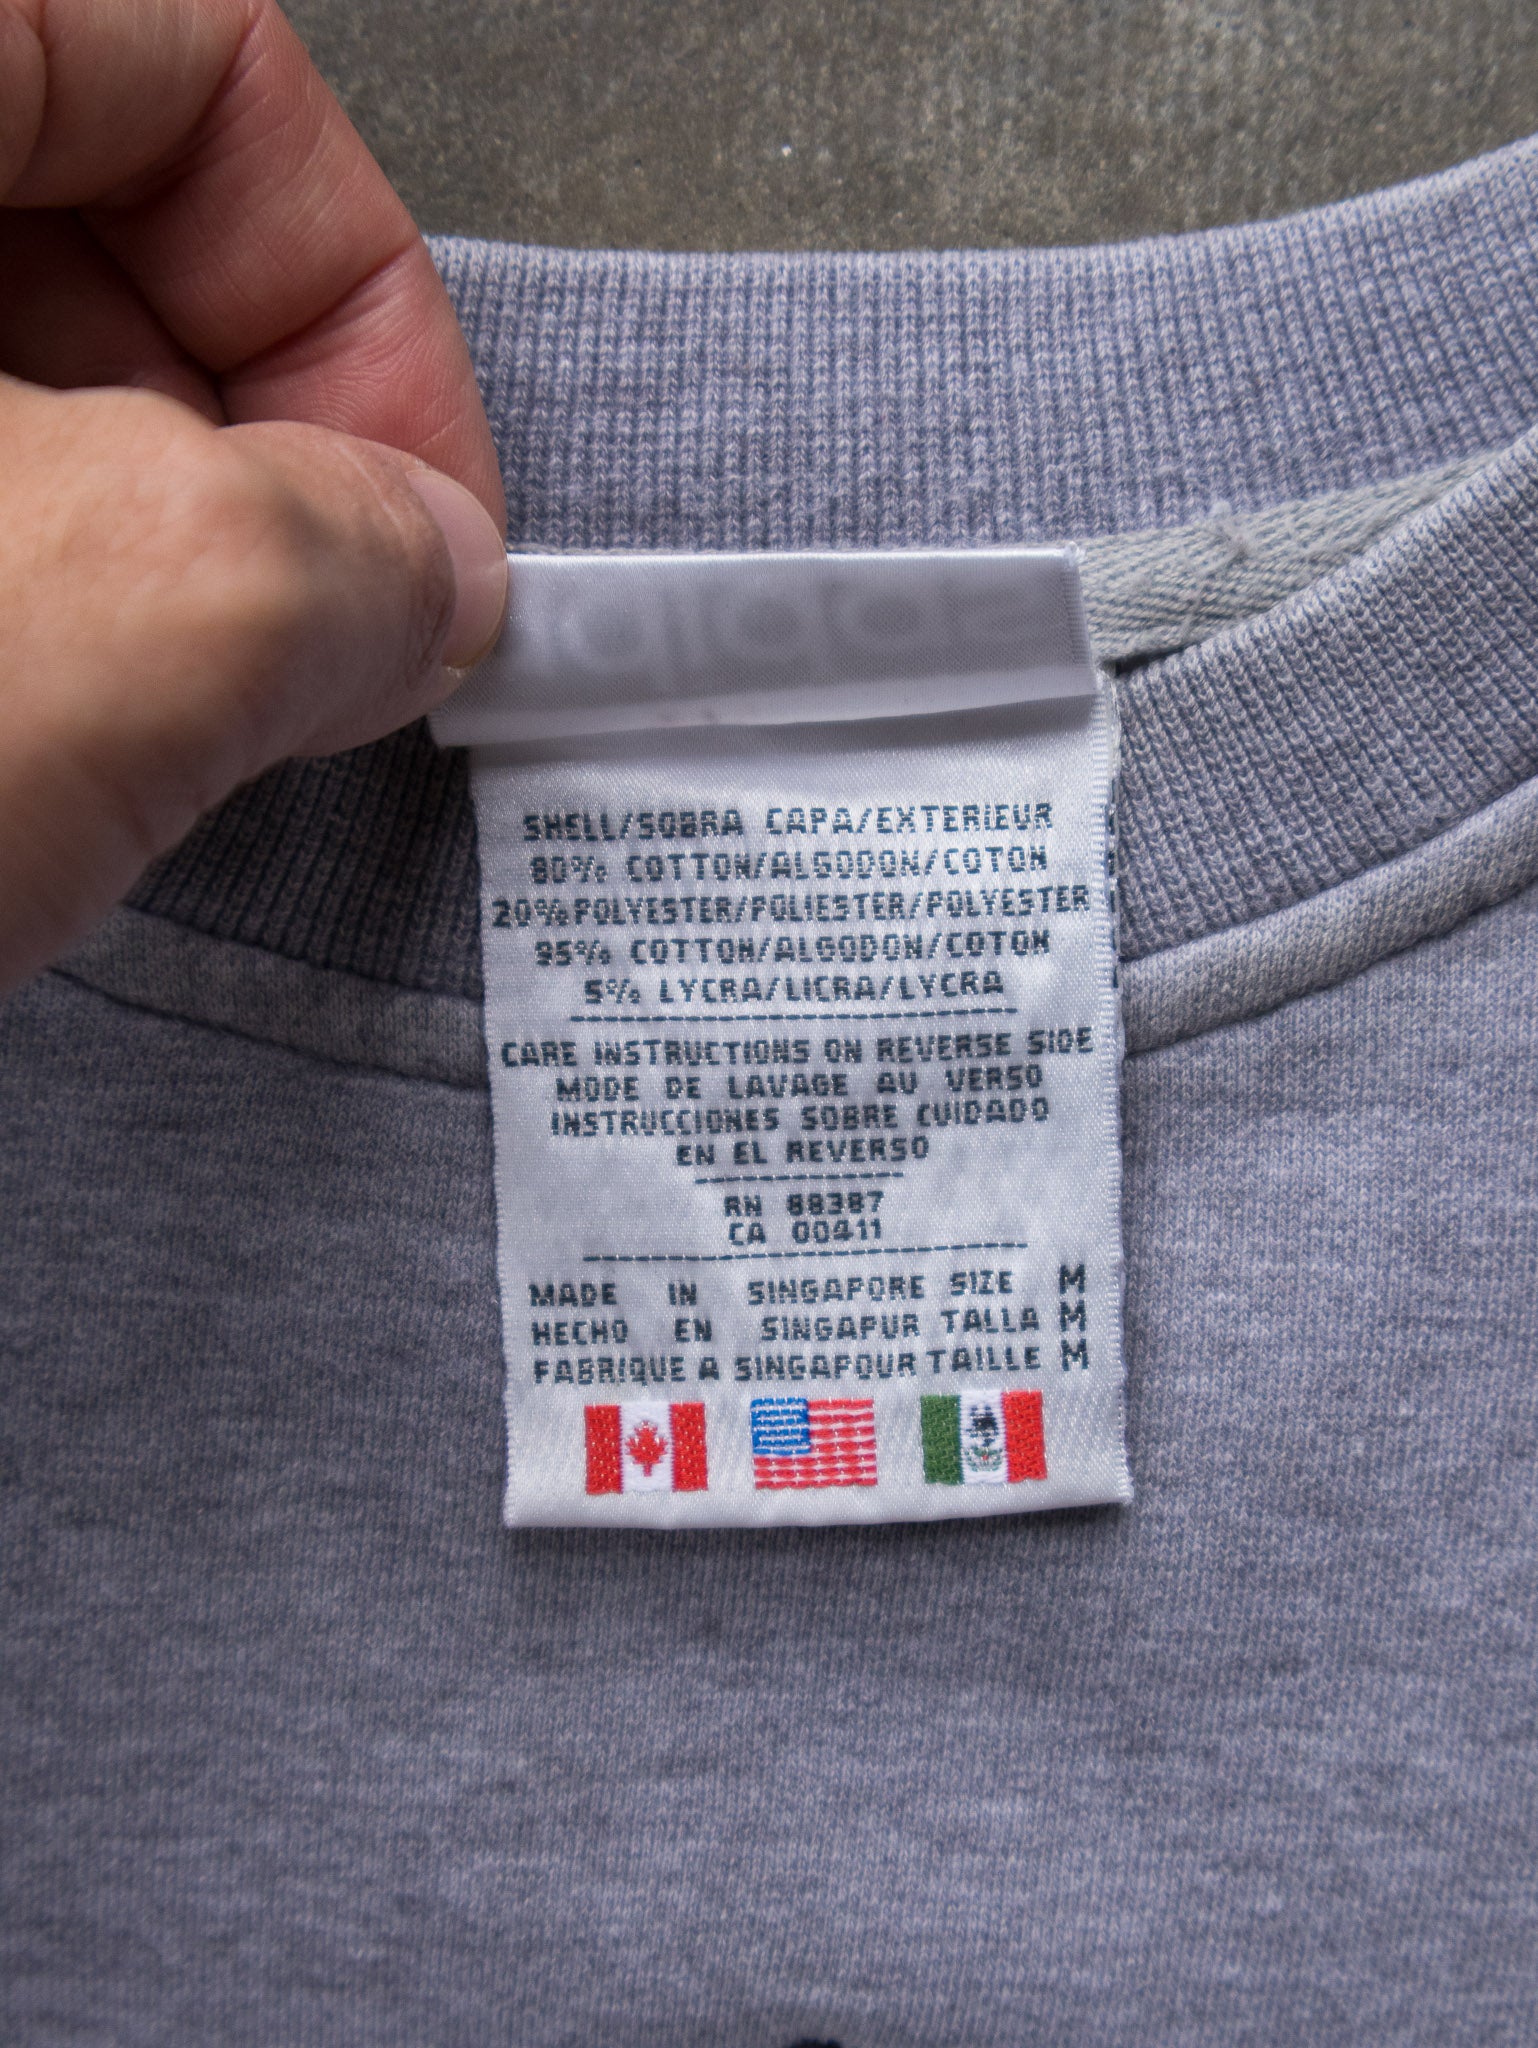 SHELL/SOBRA CAPA/EXTERIEUR
80% COTTON/ALGODON/COTON
20% POLYESTER/POLIESTER/POLYESTER
95% COTTON/ALGODON/COTON
5% LYCRA/LICRA/LYCRA
CARE INSTRUCTIONS ON REVERSE SIDE
MODE DE LAVAGE AU VERSO
INSTRUCCIONES SOBRE CUIDADO
EN EL REVERSO
RN 88387
CA 00411
MADE IN SINGAPORE SIZE M
HECHO EN SINGAPUR TALLA M
FABRIQUE A SINGAPOUR TAILLE M